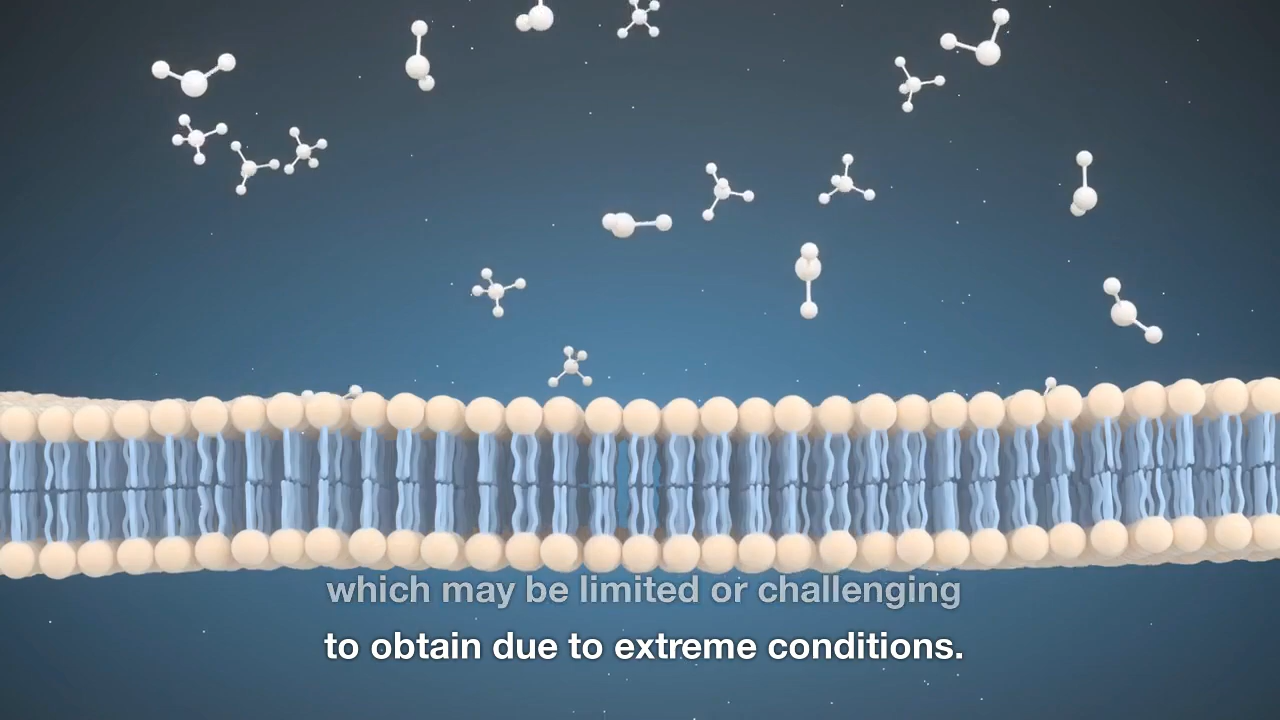 which may be limited or challenging
to obtain due to extreme conditions.